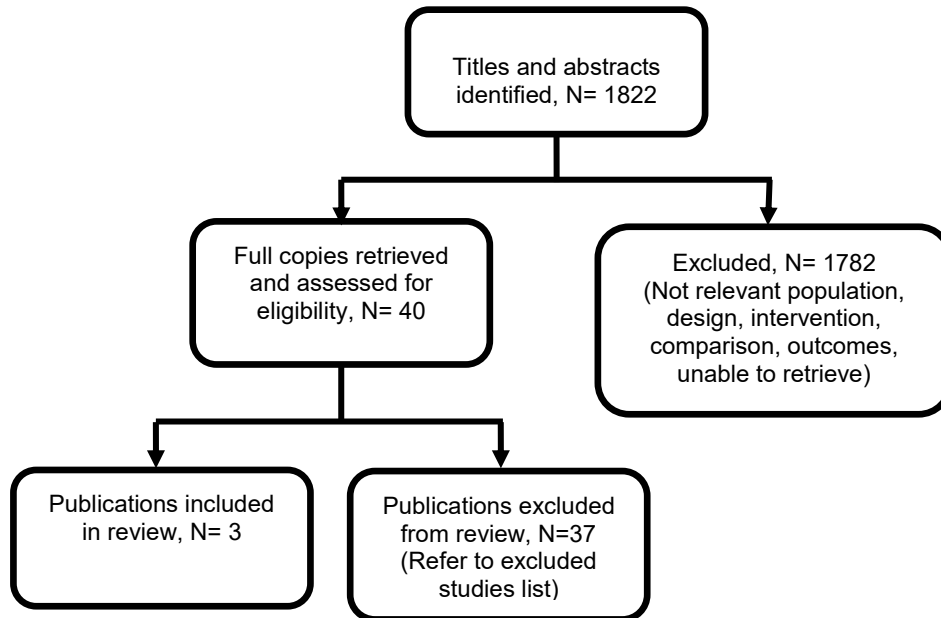 Titles and abstracts
identified, N= 1822
Full copies retrieved
and assessed for
eligibility, N= 40
Excluded, N= 1782
(Not relevant population,
design, intervention,
comparison, outcomes,
unable to retrieve)
Publications included
in review, N= 3
Publications excluded
from review, N=37
(Refer to excluded
studies list)